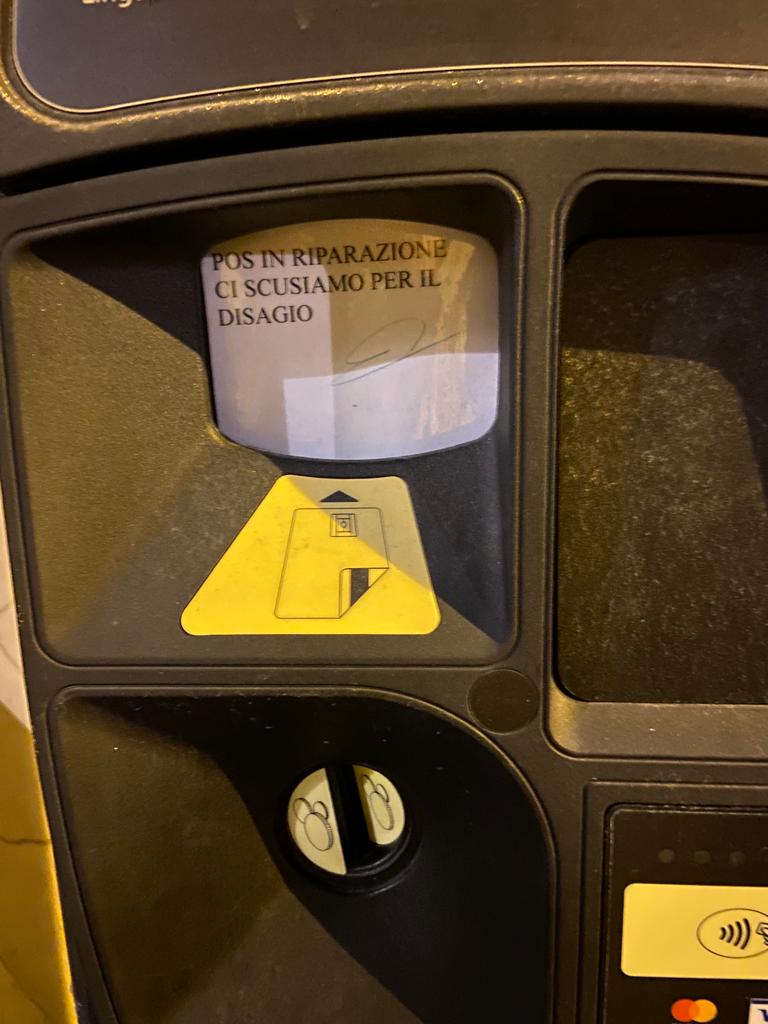 POS IN RIPARAZIONE
CI SCUSIAMO PER IL
DISAGIO